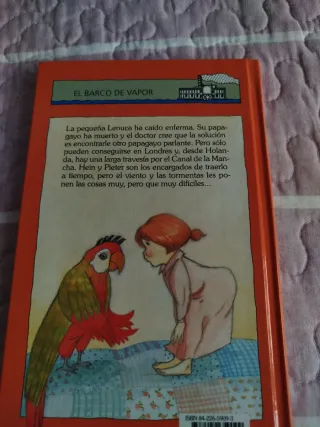 EL BARCO DE VAPOR
La pequeña Lenura ha caído enferma. Su papa-
gayo ha muerto y el doctor cree que la solución
es encontrarle otro papagayo parlante. Pero sólo
pueden conseguirse en Londres y, desde Holan-
da, hay una larga travesía por el Canal de la Man-
cha. Hein y Pieter son los encargados de traerlo
a tiempo, pero el viento y las tormentas les po-
nen las cosas muy, pero que muy difíciles...